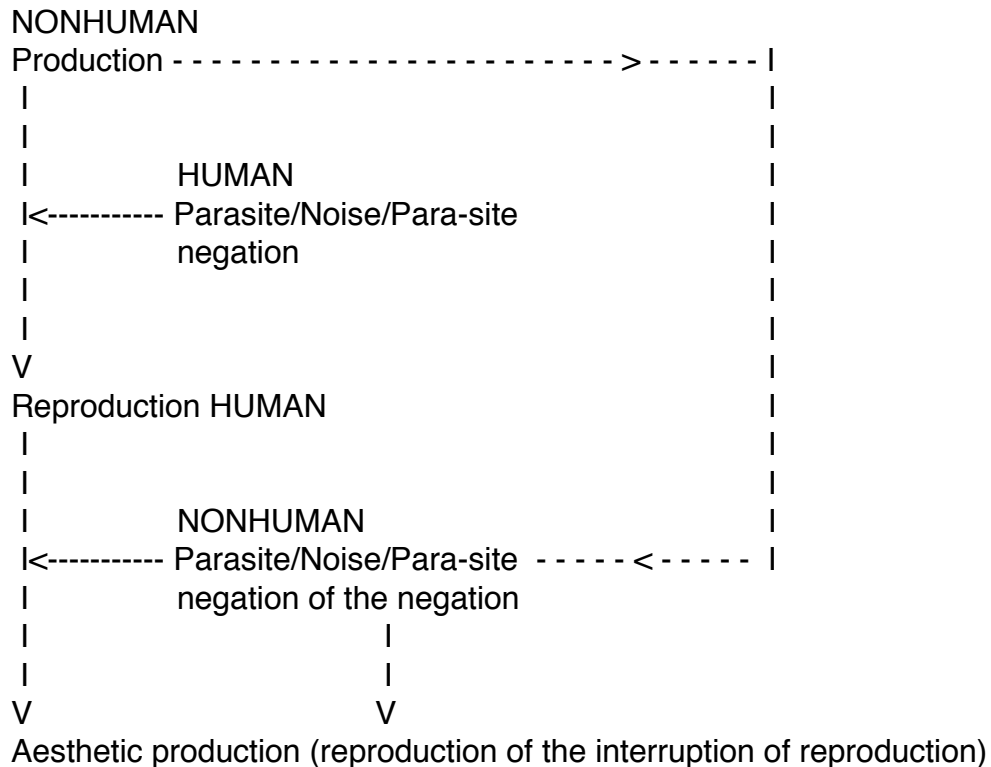 NONHUMAN
Production - - - - - - - - - - - - - - - - - - - - - - - > - - - - - - I
I I
I I
I HUMAN I
I<----------- Parasite/Noise/Para-site I
I negation I
I I
I I
V I
Reproduction HUMAN I
I I
I I
I NONHUMAN I
I<----------- Parasite/Noise/Para-site - - - - - < - - - - - I
I negation of the negation
I I
I I
V V
Aesthetic production (reproduction of the interruption of reproduction)